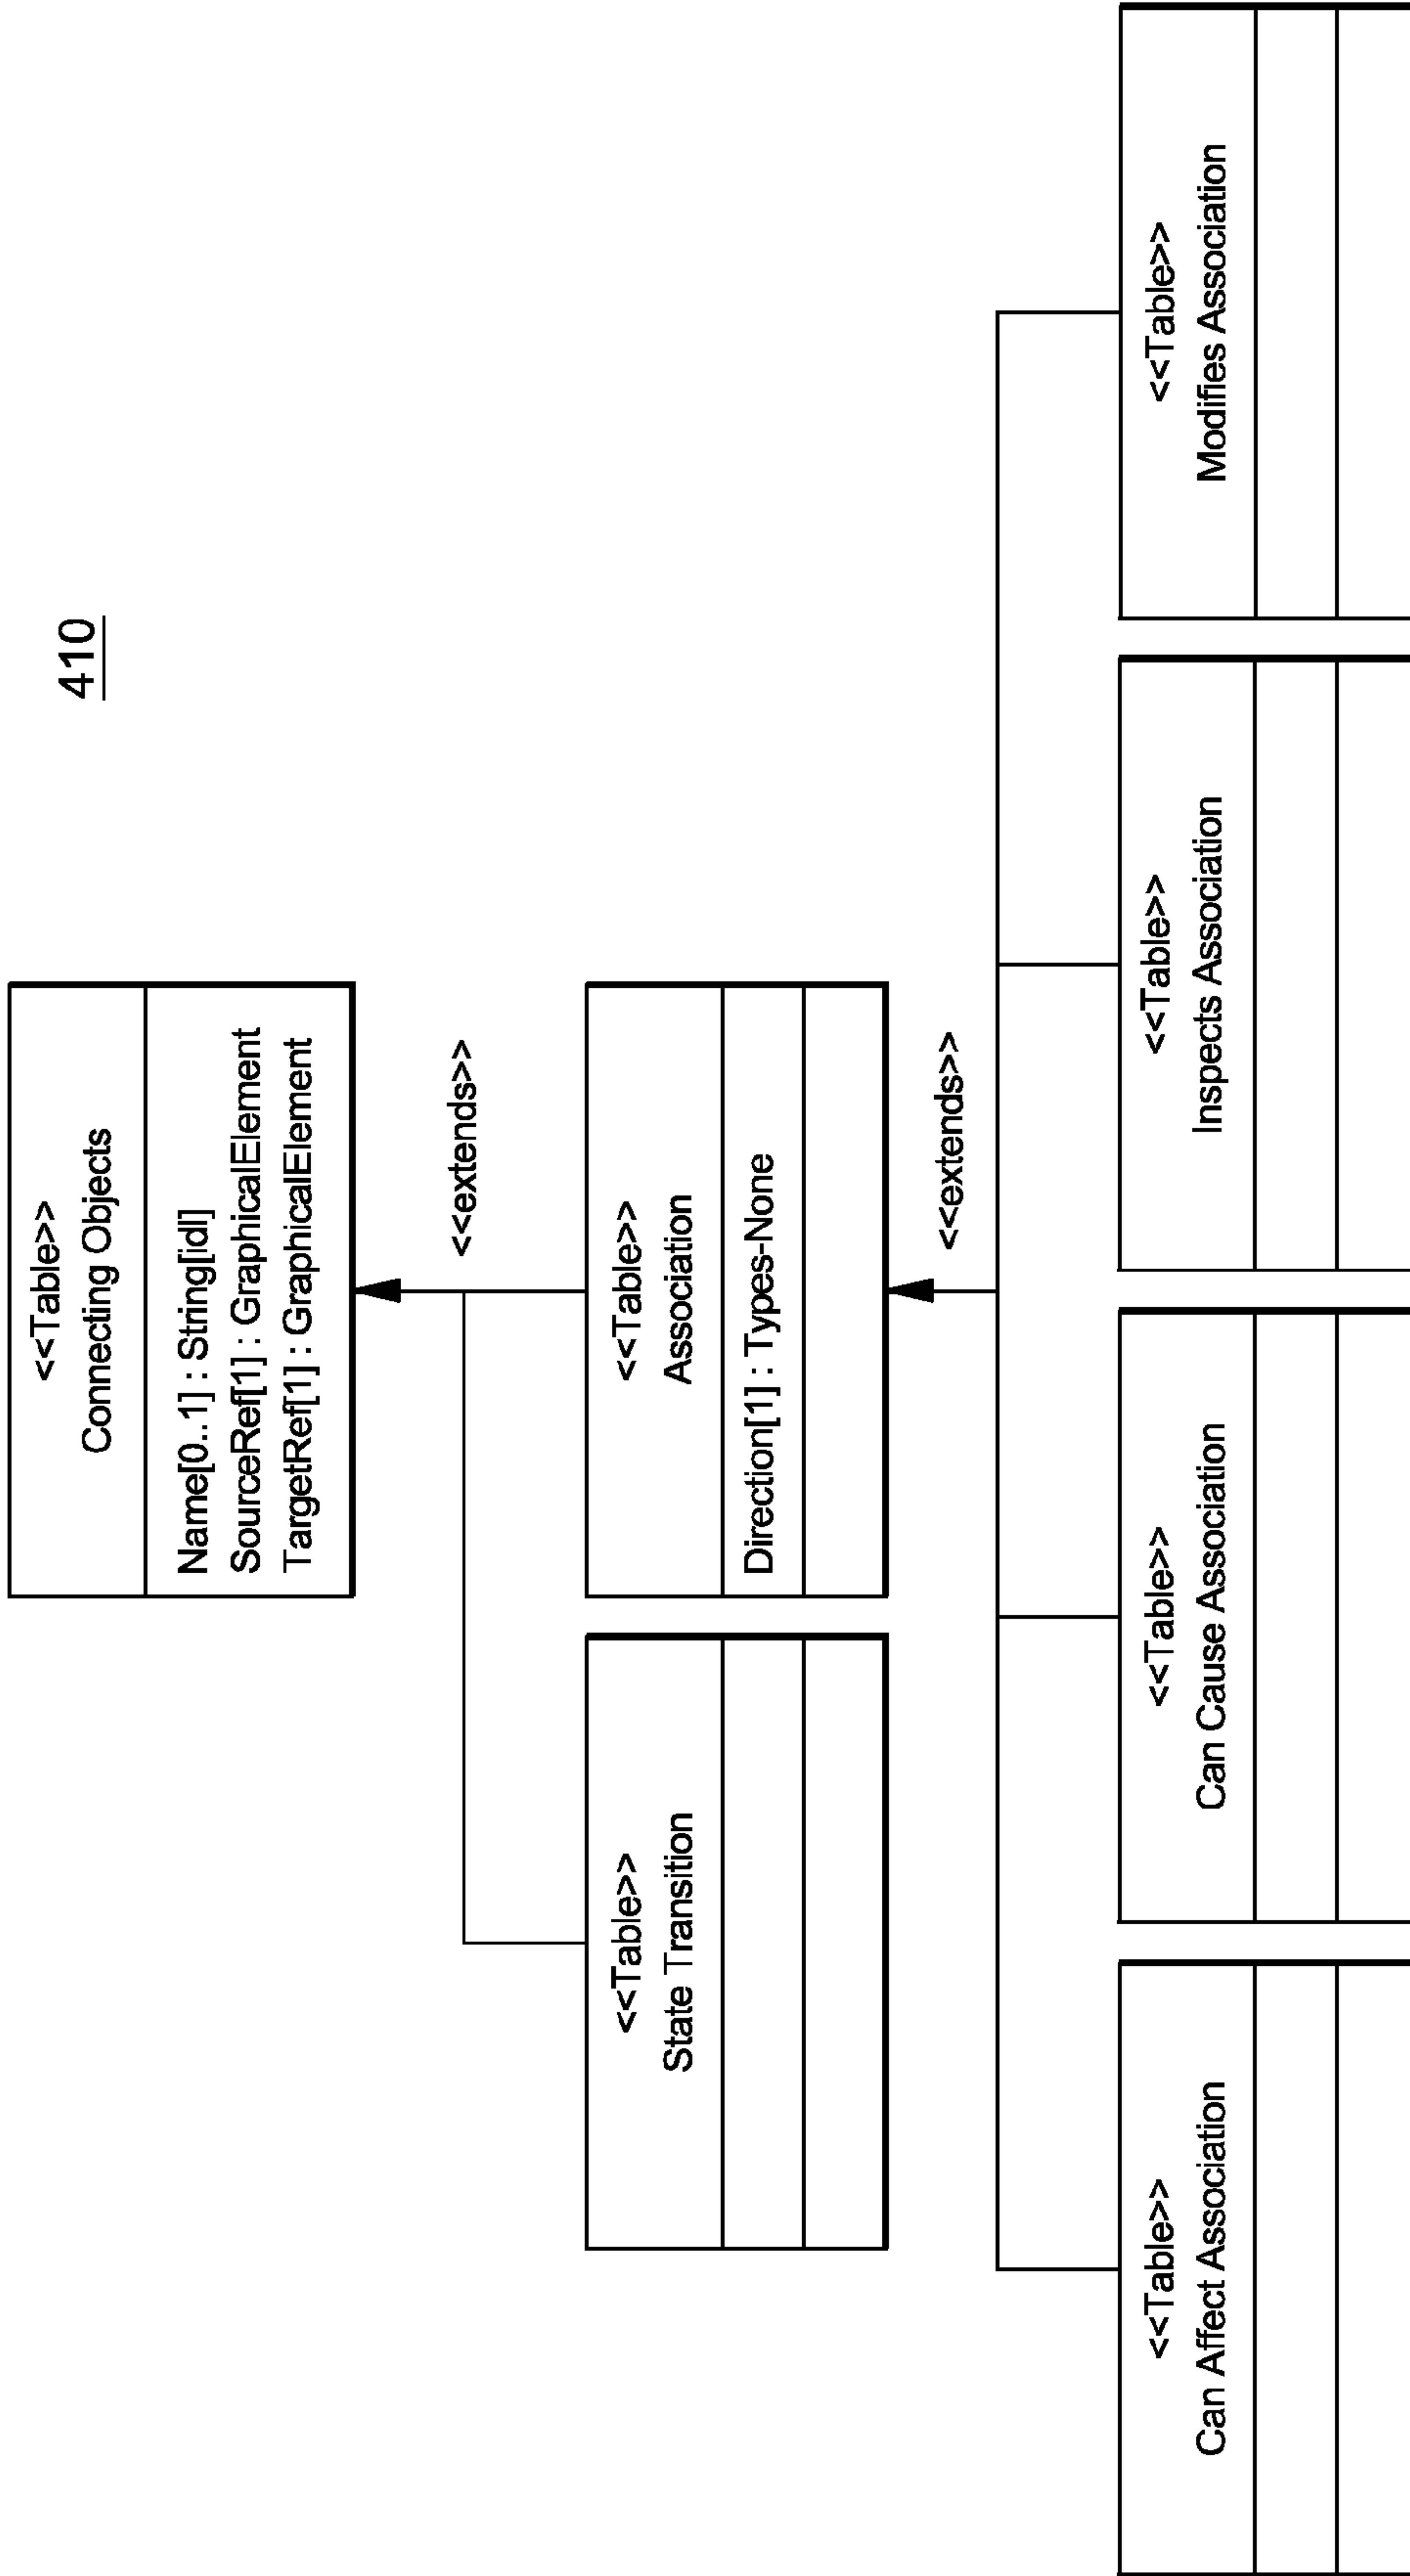 410
<<Table>>
Connecting Objects
Name[0..1] : String[idl]
SourceRef[1] : GraphicalElement
TargetRef[1] : GraphicalElement
<<extends>>
<<Table>>
State Transition
<<Table>>
Association
Direction[1] : Types-None
<<extends>>
<<Table>>
Can Affect Association
<<Table>>
Can Cause Association
<<Table>>
Inspects Association
<<Table>>
Modifies Association